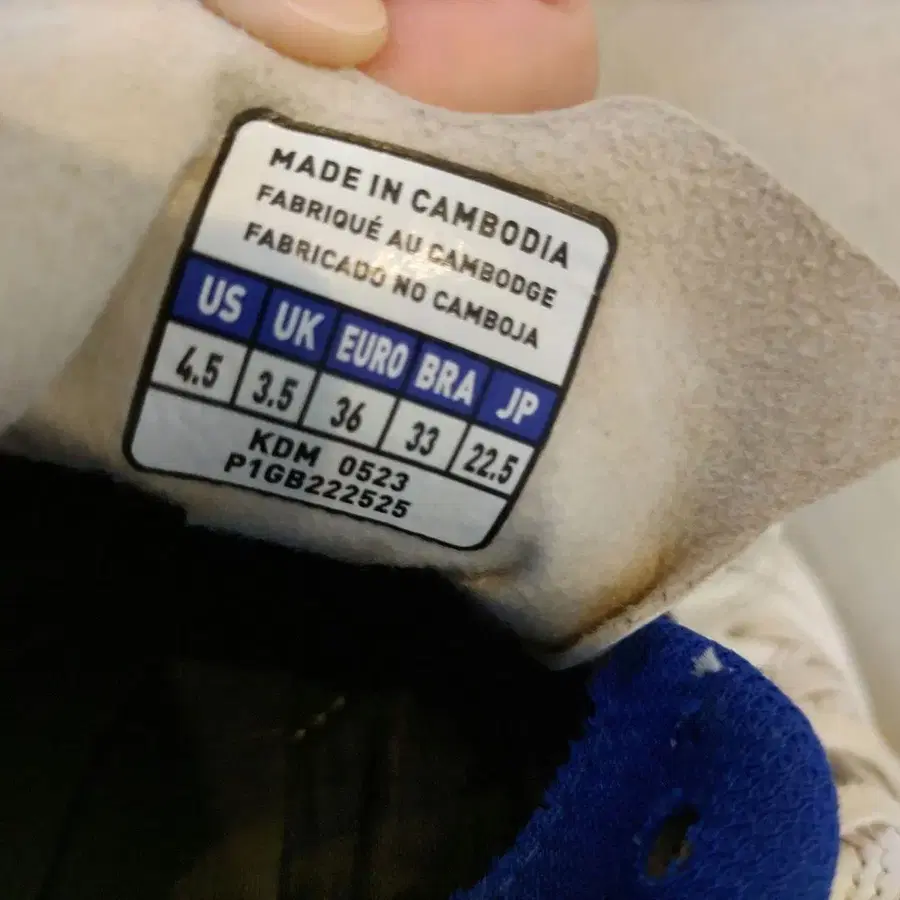 MADE IN CAMBODIA
FABRIQUÉ AU CAMBODGE
FABRICADO NO CAMBOJA
US UK EURO BRA JP
4.5 3.5 36 33 22.5
KDM 0523
P1GB222525